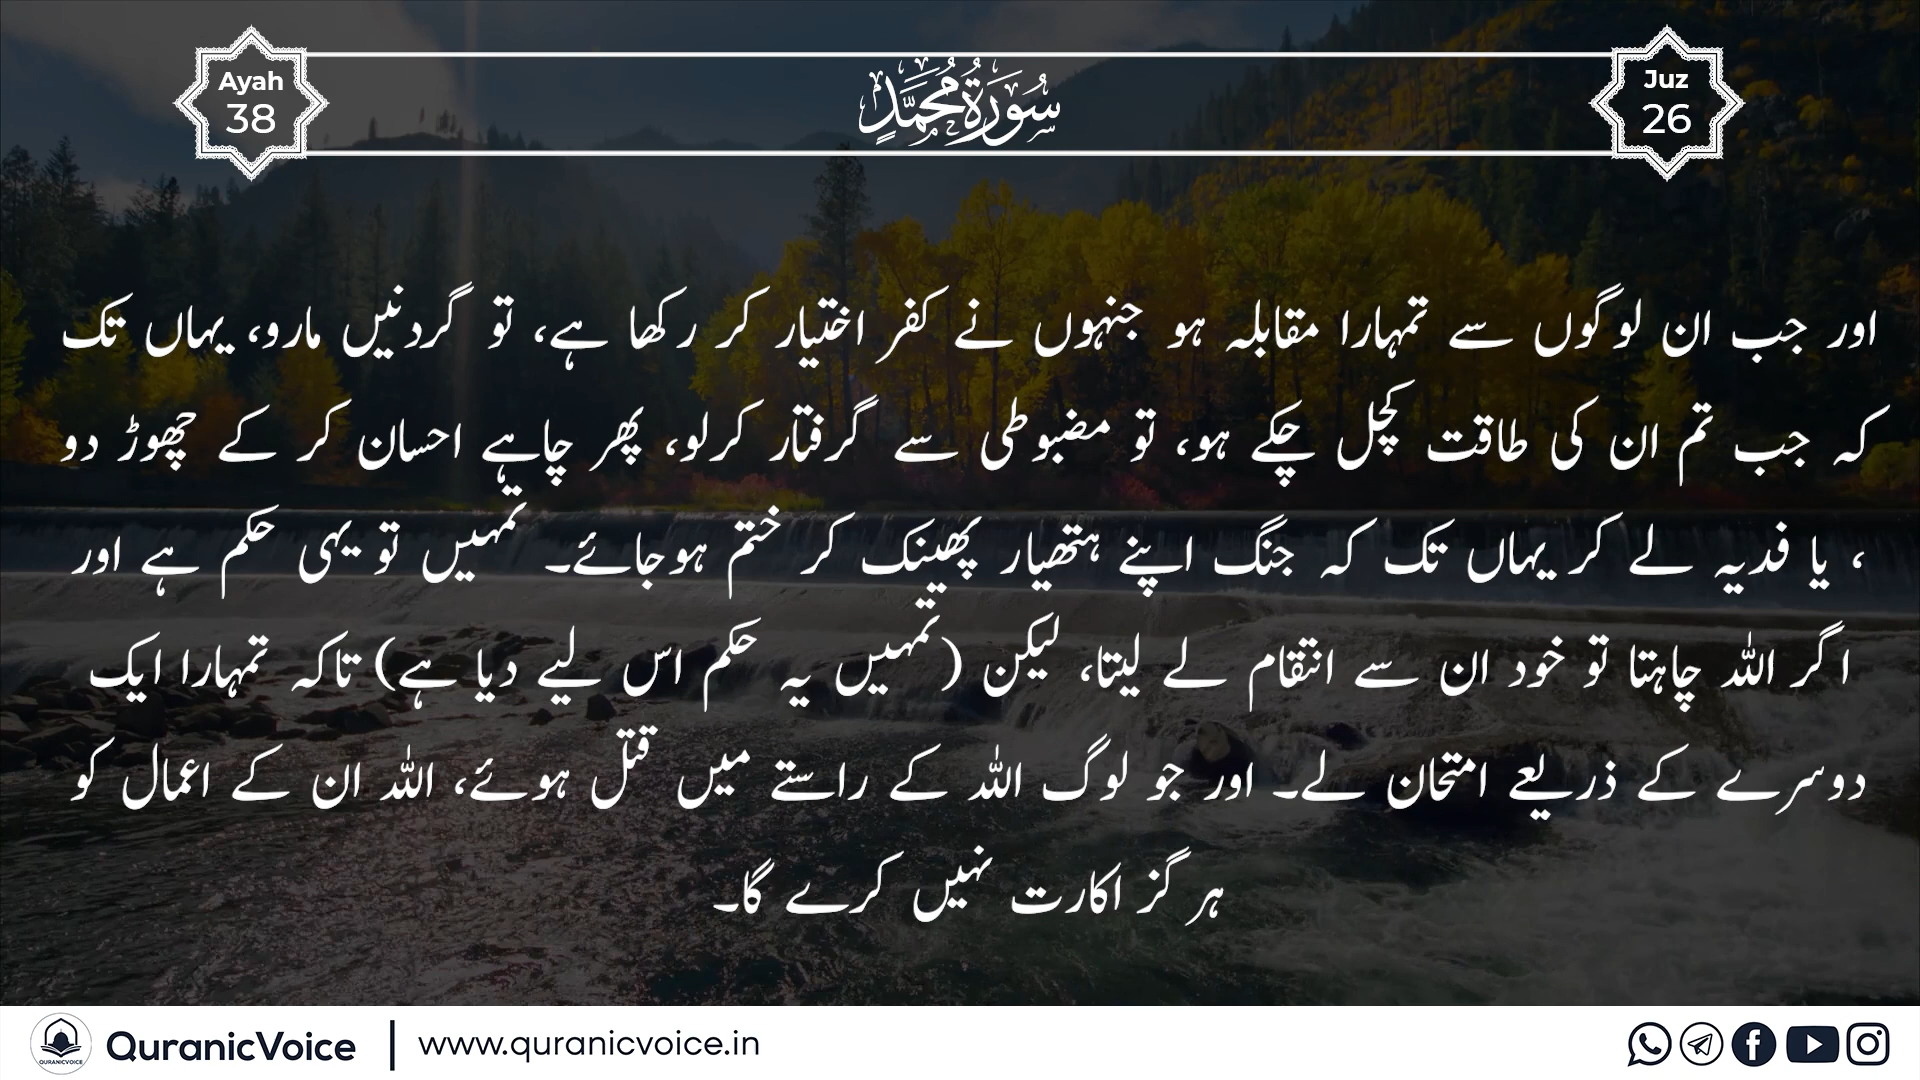 Ayah
38
سُوۡرَةُ مُحَمَّدٍ
Juz
26
اور جب ان لوگوں سے تمہارا مقابلہ ہو جنہوں نے کفر اختیار کر رکھا ہے، تو گردنیں مارو، یہاں تک
کہ جب تم ان کی طاقت کچل چکے ہو، تو مضبوطی سے گرفتار کرلو، پھر چاہے احسان کر کے چھوڑ دو
، یا فدیہ لے کر یہاں تک کہ جنگ اپنے ہتھیار پھینک کر ختم ہوجائے۔ تمہیں تو یہی حکم ہے اور
اگر اللہ چاہتا تو خود ان سے انتقام لے لیتا، لیکن (تمہیں یہ حکم اس لیے دیا ہے) تاکہ تمہارا ایک
دوسرے کے ذریعے امتحان لے۔ اور جو لوگ اللہ کے راستے میں قتل ہوئے، اللہ ان کے اعمال کو
ہر گز اکارت نہیں کرے گا۔
QURANICVOICE
QuranicVoice | www.quranicvoice.in